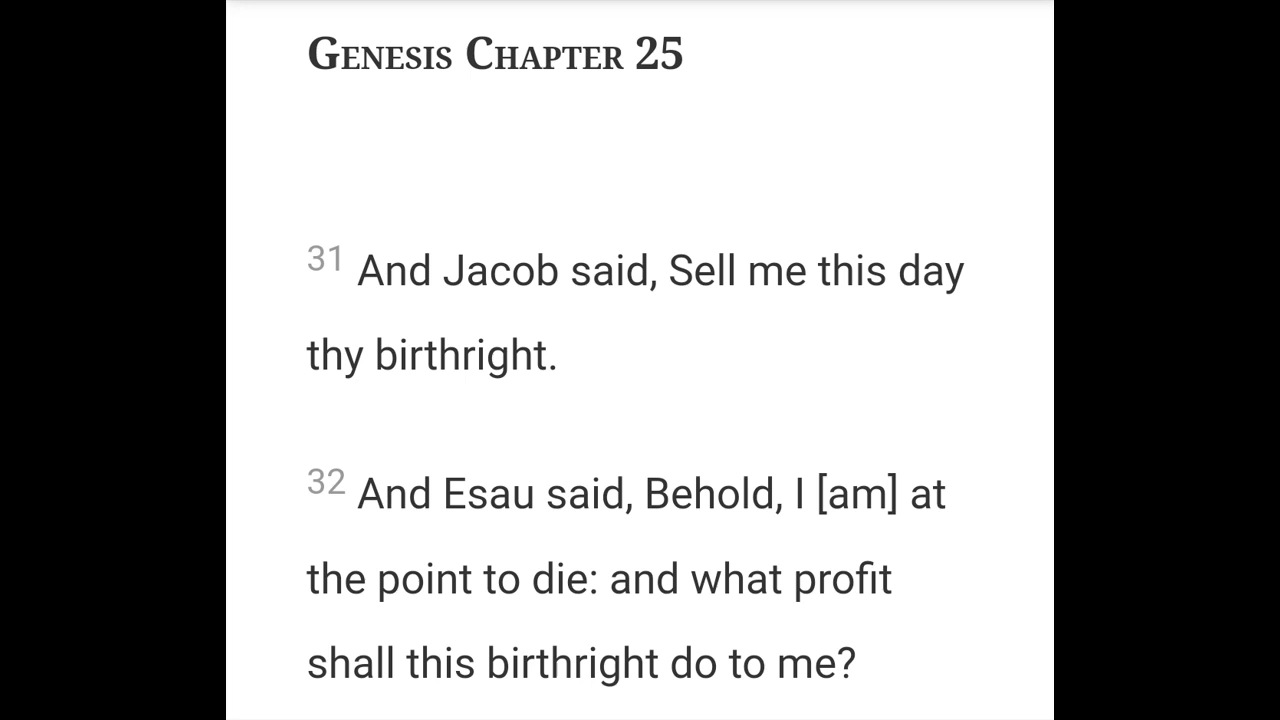 Genesis Chapter 25
31 And Jacob said, Sell me this day
thy birthright.
32 And Esau said, Behold, I [am] at
the point to die: and what profit
shall this birthright do to me?